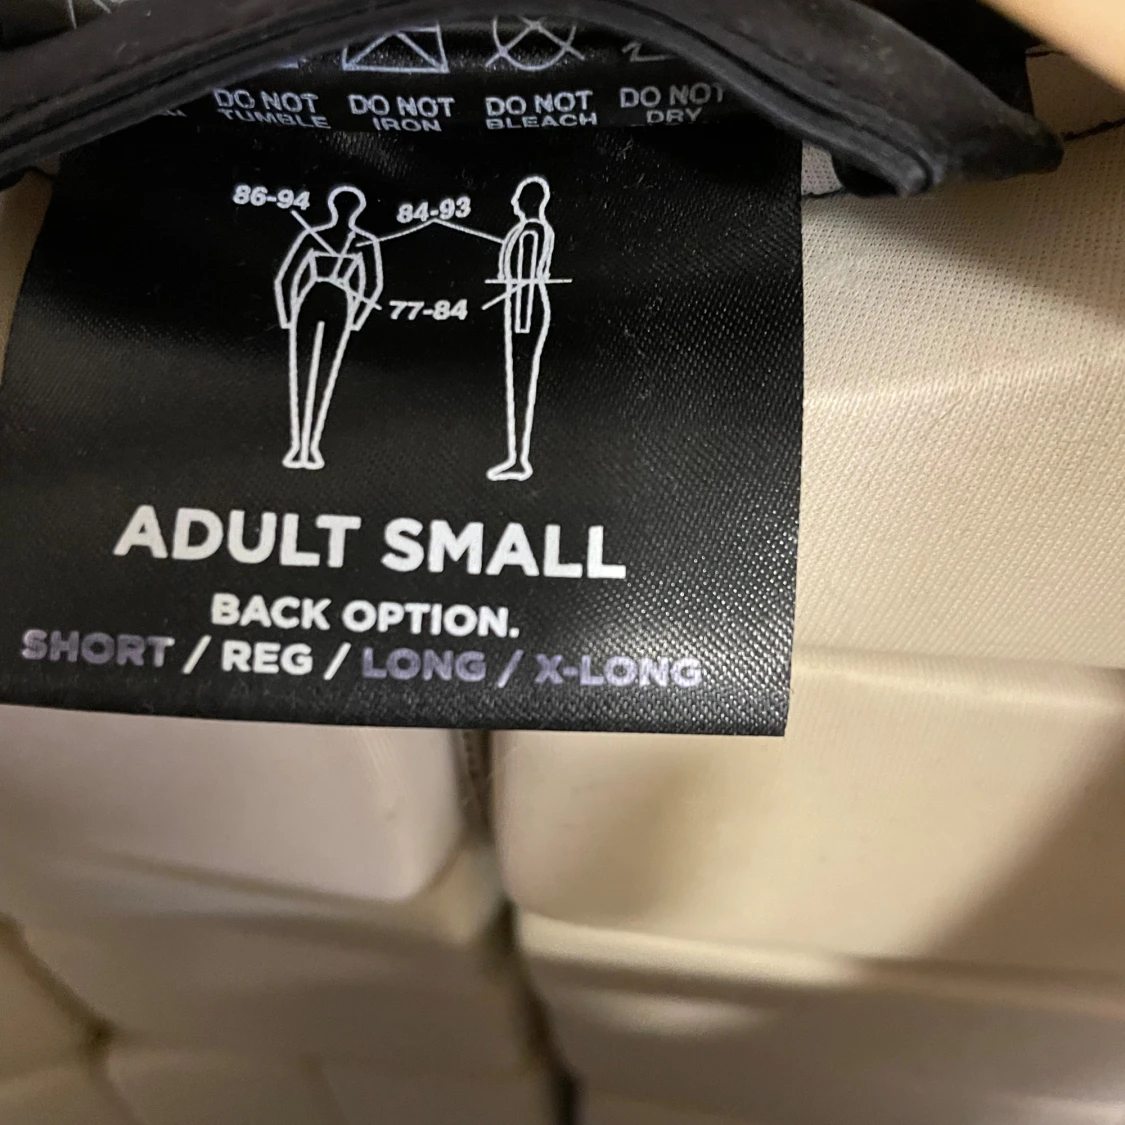 DO NOT TUMBLE
DO NOT IRON
DO NOT BLEACH
DO NOT DRY
86-94
84-93
77-84
ADULT SMALL
BACK OPTION.
SHORT / REG / LONG / X-LONG